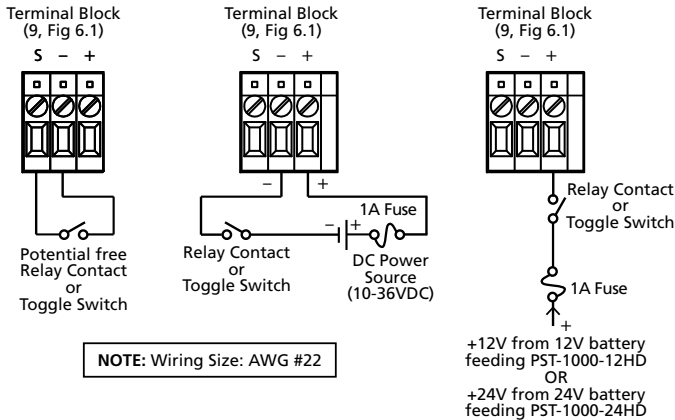 Terminal Block
(9, Fig 6.1)
S – +
Potential free
Relay Contact
or
Toggle Switch
Terminal Block
(9, Fig 6.1)
S – +
– +
Relay Contact
or
Toggle Switch
– +
1A Fuse
DC Power
Source
(10-36VDC)
Terminal Block
(9, Fig 6.1)
S – +
Relay Contact
or
Toggle Switch
1A Fuse
+
+12V from 12V battery
feeding PST-1000-12HD
OR
+24V from 24V battery
feeding PST-1000-24HD
NOTE: Wiring Size: AWG #22